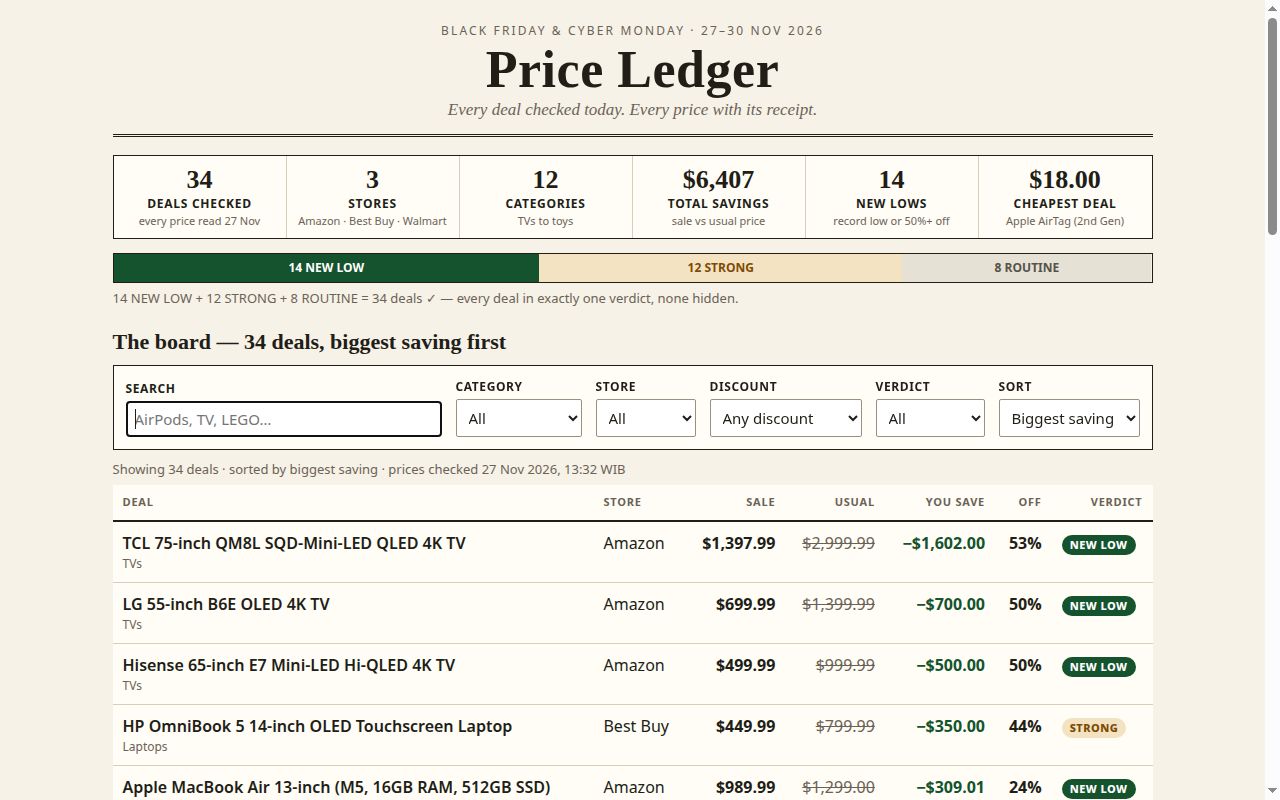 BLACK FRIDAY & CYBER MONDAY · 27–30 NOV 2026
Price Ledger
Every deal checked today. Every price with its receipt.
34 3 12 $6,407 14 $18.00
DEALS CHECKED STORES CATEGORIES TOTAL SAVINGS NEW LOWS CHEAPEST DEAL
every price read 27 Nov Amazon · Best Buy · Walmart TVs to toys sale vs usual price record low or 50%+ off Apple AirTag (2nd Gen)
14 NEW LOW 12 STRONG 8 ROUTINE
14 NEW LOW + 12 STRONG + 8 ROUTINE = 34 deals ✓ — every deal in exactly one verdict, none hidden.
The board — 34 deals, biggest saving first
SEARCH CATEGORY STORE DISCOUNT VERDICT SORT
AirPods, TV, LEGO... All All Any discount All Biggest saving
Showing 34 deals · sorted by biggest saving · prices checked 27 Nov 2026, 13:32 WIB
DEAL STORE SALE USUAL YOU SAVE OFF VERDICT
TCL 75-inch QM8L SQD-Mini-LED QLED 4K TV Amazon $1,397.99 $2,999.99 −$1,602.00 53% NEW LOW
TVs
LG 55-inch B6E OLED 4K TV Amazon $699.99 $1,399.99 −$700.00 50% NEW LOW
TVs
Hisense 65-inch E7 Mini-LED Hi-QLED 4K TV Amazon $499.99 $999.99 −$500.00 50% NEW LOW
TVs
HP OmniBook 5 14-inch OLED Touchscreen Laptop Best Buy $449.99 $799.99 −$350.00 44% STRONG
Laptops
Apple MacBook Air 13-inch (M5, 16GB RAM, 512GB SSD) Amazon $989.99 $1,299.00 −$309.01 24% NEW LOW